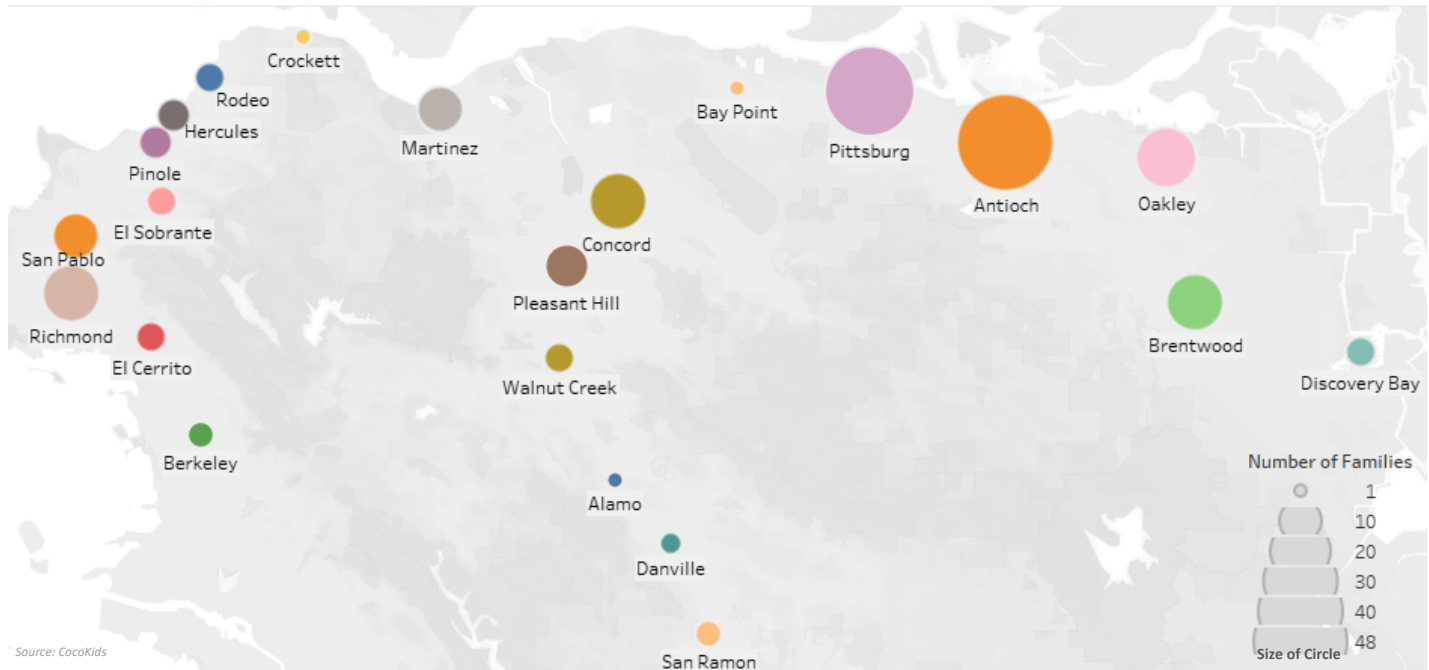 Crockett
Rodeo
Hercules
Pinole
Martinez
Bay Point
Pittsburg
Antioch
Oakley
El Sobrante
San Pablo
Concord
Pleasant Hill
Richmond
El Cerrito
Walnut Creek
Brentwood
Discovery Bay
Berkeley
Alamo
Danville
San Ramon
Number of Families
1
10
20
30
40
48
Size of Circle
Source: CocoKids